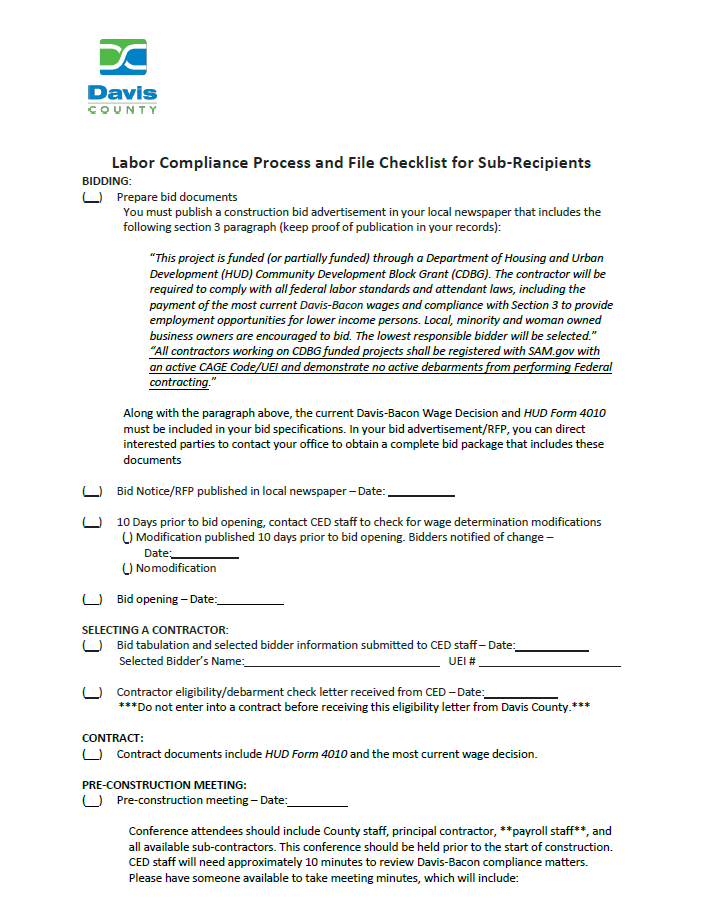 Davis
COUNTY
Labor Compliance Process and File Checklist for Sub-Recipients
BIDDING:
(__) Prepare bid documents
You must publish a construction bid advertisement in your local newspaper that includes the
following section 3 paragraph (keep proof of publication in your records):
“This project is funded (or partially funded) through a Department of Housing and Urban
Development (HUD) Community Development Block Grant (CDBG). The contractor will be
required to comply with all federal labor standards and attendant laws, including the
payment of the most current Davis-Bacon wages and compliance with Section 3 to provide
employment opportunities for lower income persons. Local, minority and woman owned
business owners are encouraged to bid. The lowest responsible bidder will be selected.”
“All contractors working on CDBG funded projects shall be registered with SAM.gov with
an active CAGE Code/UEI and demonstrate no active debarments from performing Federal
contracting.”
Along with the paragraph above, the current Davis-Bacon Wage Decision and HUD Form 4010
must be included in your bid specifications. In your bid advertisement/RFP, you can direct
interested parties to contact your office to obtain a complete bid package that includes these
documents
(__) Bid Notice/RFP published in local newspaper – Date: ___________
(__) 10 Days prior to bid opening, contact CED staff to check for wage determination modifications
(_) Modification published 10 days prior to bid opening. Bidders notified of change –
Date:___________
(_) No modification
(__) Bid opening – Date:___________
SELECTING A CONTRACTOR:
(__) Bid tabulation and selected bidder information submitted to CED staff – Date:____________
Selected Bidder’s Name:________________________________ UEI # _______________________
(__) Contractor eligibility/debarment check letter received from CED – Date:____________
***Do not enter into a contract before receiving this eligibility letter from Davis County.***
CONTRACT:
(__) Contract documents include HUD Form 4010 and the most current wage decision.
PRE-CONSTRUCTION MEETING:
(__) Pre-construction meeting – Date:__________
Conference attendees should include County staff, principal contractor, **payroll staff**, and
all available sub-contractors. This conference should be held prior to the start of construction.
CED staff will need approximately 10 minutes to review Davis-Bacon compliance matters.
Please have someone available to take meeting minutes, which will include: